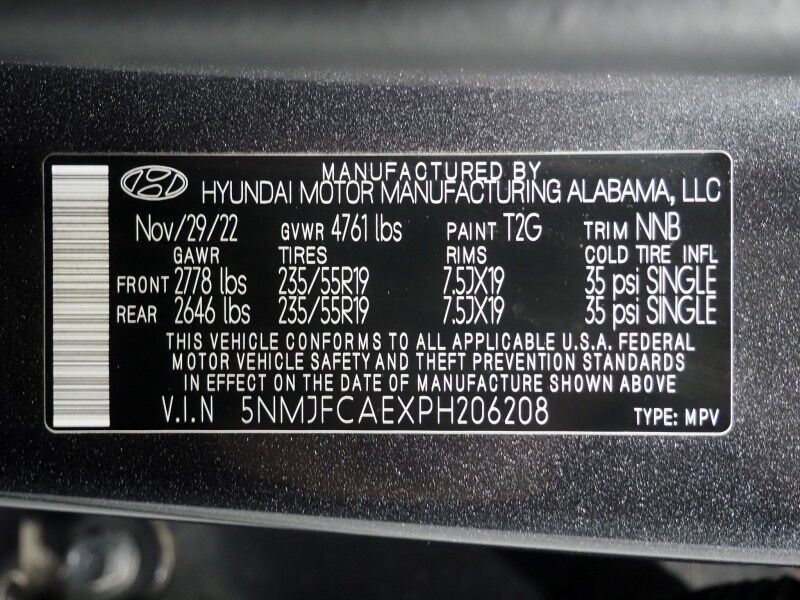 MANUFACTURED BY
HYUNDAI MOTOR MANUFACTURING ALABAMA, LLC
Nov/29/22 GVWR 4761 lbs PAINT T2G TRIM NNB
GAWR TIRES RIMS COLD TIRE INFL
FRONT 2778 lbs 235/55R19 7.5JX19 35 psi SINGLE
REAR 2646 lbs 235/55R19 7.5JX19 35 psi SINGLE
THIS VEHICLE CONFORMS TO ALL APPLICABLE U.S.A. FEDERAL
MOTOR VEHICLE SAFETY AND THEFT PREVENTION STANDARDS
IN EFFECT ON THE DATE OF MANUFACTURE SHOWN ABOVE.
V.I.N 5NMJFCAEXPH206208 TYPE: MPV